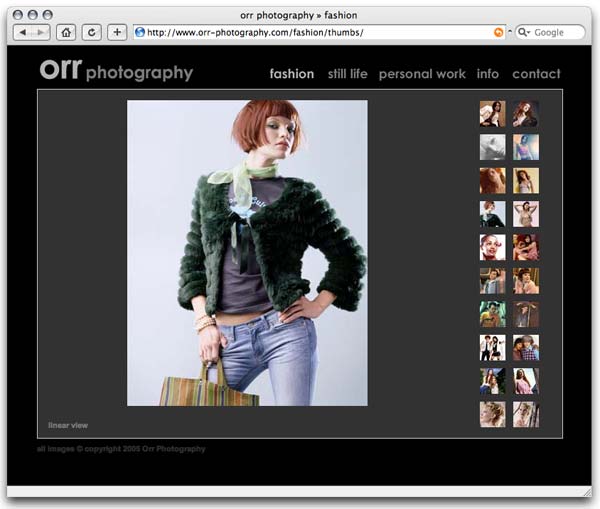 orr photography » fashion
http://www.orr-photography.com/fashion/thumbs/
Google
orr photography
fashion still life personal work info contact
linear view
all images © copyright 2005 Orr Photography